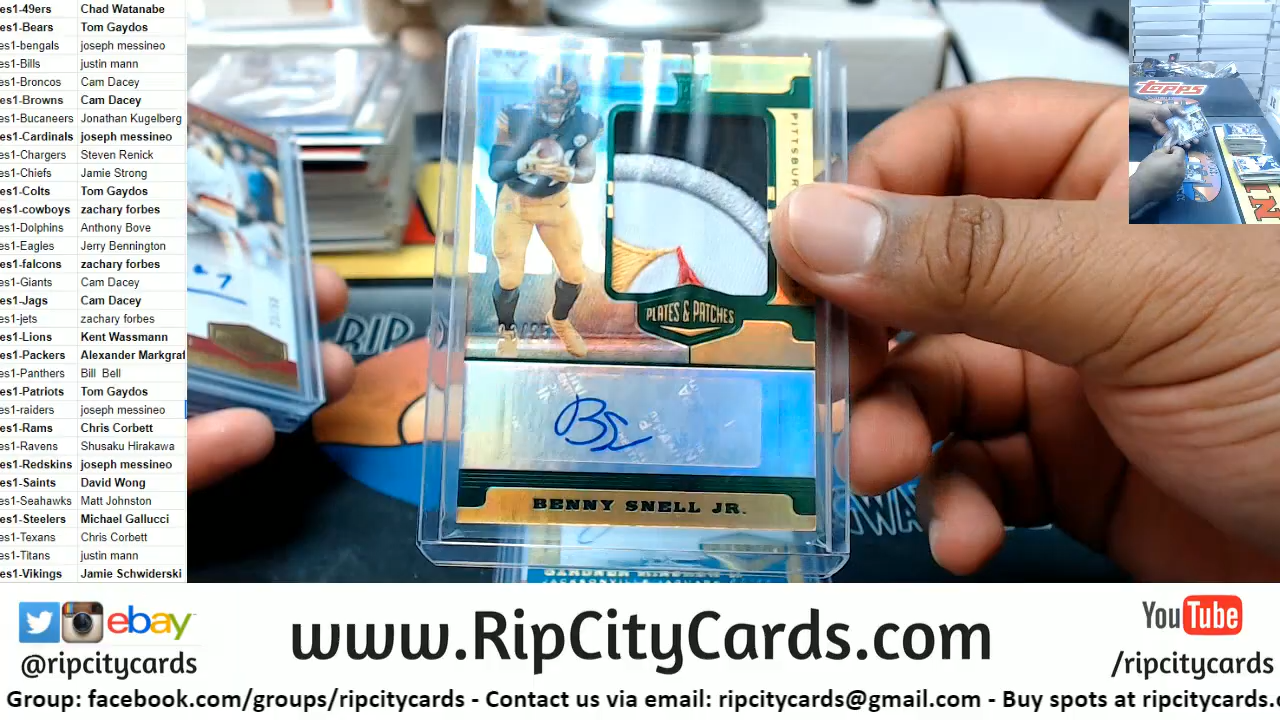 es1-49ers Chad Watanabe
es1-Bears Tom Gaydos
es1-bengals joseph messineo
es1-Bills justin mann
es1-Broncos Cam Dacey
es1-Browns Cam Dacey
es1-Bucaneers Jonathan Kugelberg
es1-Cardinals joseph messineo
es1-Chargers Steven Renick
es1-Chiefs Jamie Strong
es1-Colts Tom Gaydos
es1-cowboys zachary forbes
es1-Dolphins Anthony Bove
es1-Eagles Jerry Bennington
es1-falcons zachary forbes
es1-Giants Cam Dacey
es1-Jags Cam Dacey
es1-jets zachary forbes
es1-Lions Kent Wassmann
es1-Packers Alexander Markgraf
es1-Panthers Bill Bell
es1-Patriots Tom Gaydos
es1-raiders joseph messineo
es1-Rams Chris Corbett
es1-Ravens Shusaku Hirakawa
es1-Redskins joseph messineo
es1-Saints David Wong
es1-Seahawks Matt Johnston
es1-Steelers Michael Gallucci
es1-Texans Chris Corbett
es1-Titans justin mann
es1-Vikings Jamie Schwiderski
topps
RIP
PITTSBUR
PLATES & PATCHES
BS
BENNY SNELL JR.
ebay
@ripcitycards
www.RipCityCards.com
YouTube
/ripcitycards
Group: facebook.com/groups/ripcitycards - Contact us via email: ripcitycards@gmail.com - Buy spots at ripcitycards.